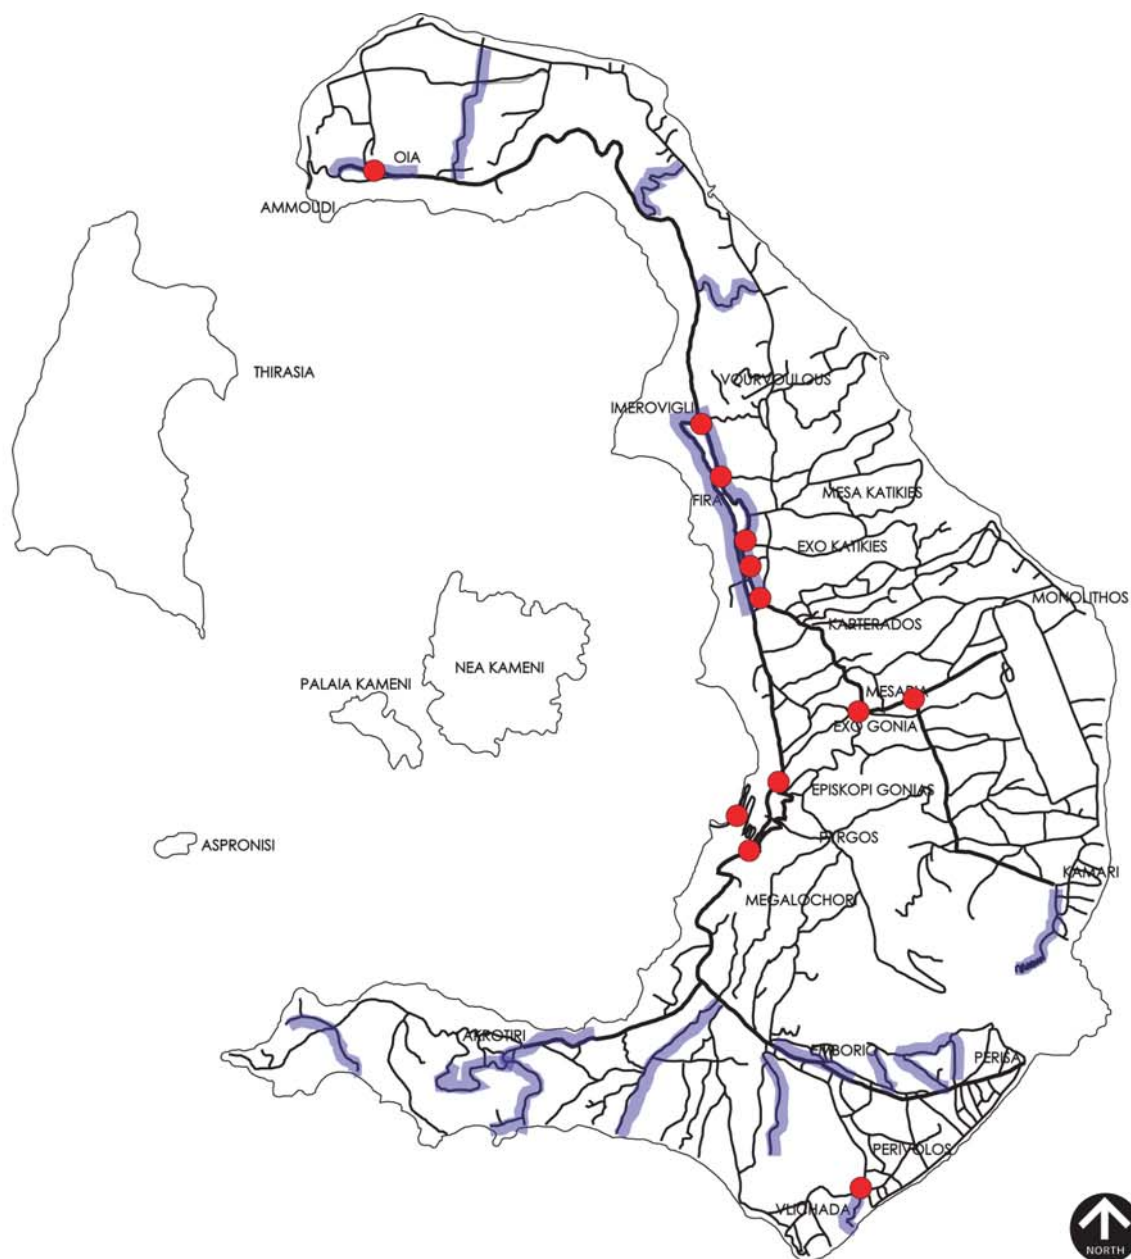 OIA
AMMOUDI
THIRASIA
VOURVOULOUS
IMEROVIGLI
MESA KATIKIES
FIRA
EXO KATIKIES
MONOLITHOS
KARTERADOS
NEA KAMENI
PALAIA KAMENI
MESARIA
EXO GONIA
EPISKOPI GONIAS
PYRGOS
ASPRONISI
KAMARI
MEGALOCHORI
AKROTIRI
EMBORIO
PERISA
PERIVOLOS
VLICHADA
NORTH